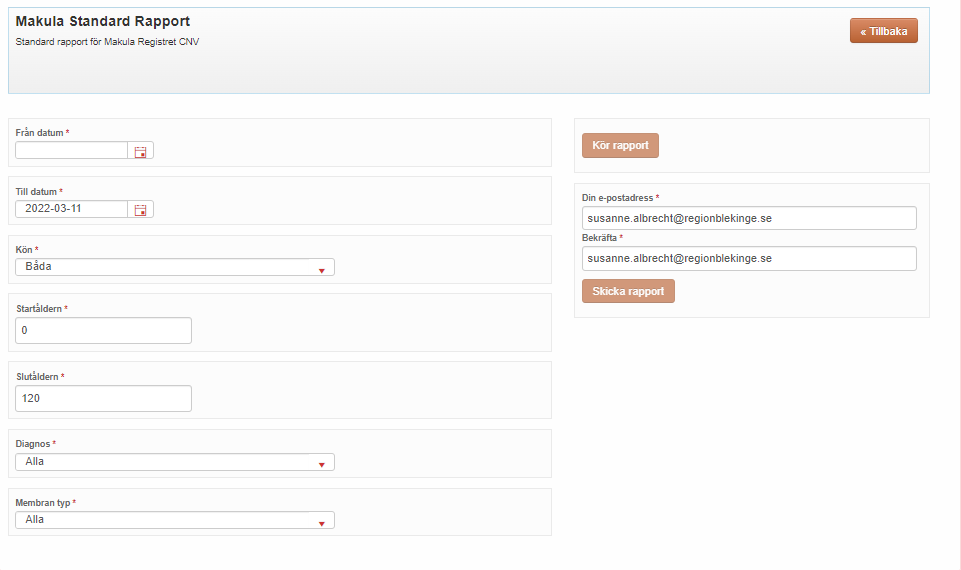 Makula Standard Rapport
Standard rapport för Makula Registret CNV
« Tillbaka
Från datum *
Till datum *
2022-03-11
Kön *
Båda
Startåldern *
0
Slutåldern *
120
Diagnos *
Alla
Membran typ *
Alla
Kör rapport
Din e-postadress *
susanne.albrecht@regionblekinge.se
Bekräfta *
susanne.albrecht@regionblekinge.se
Skicka rapport